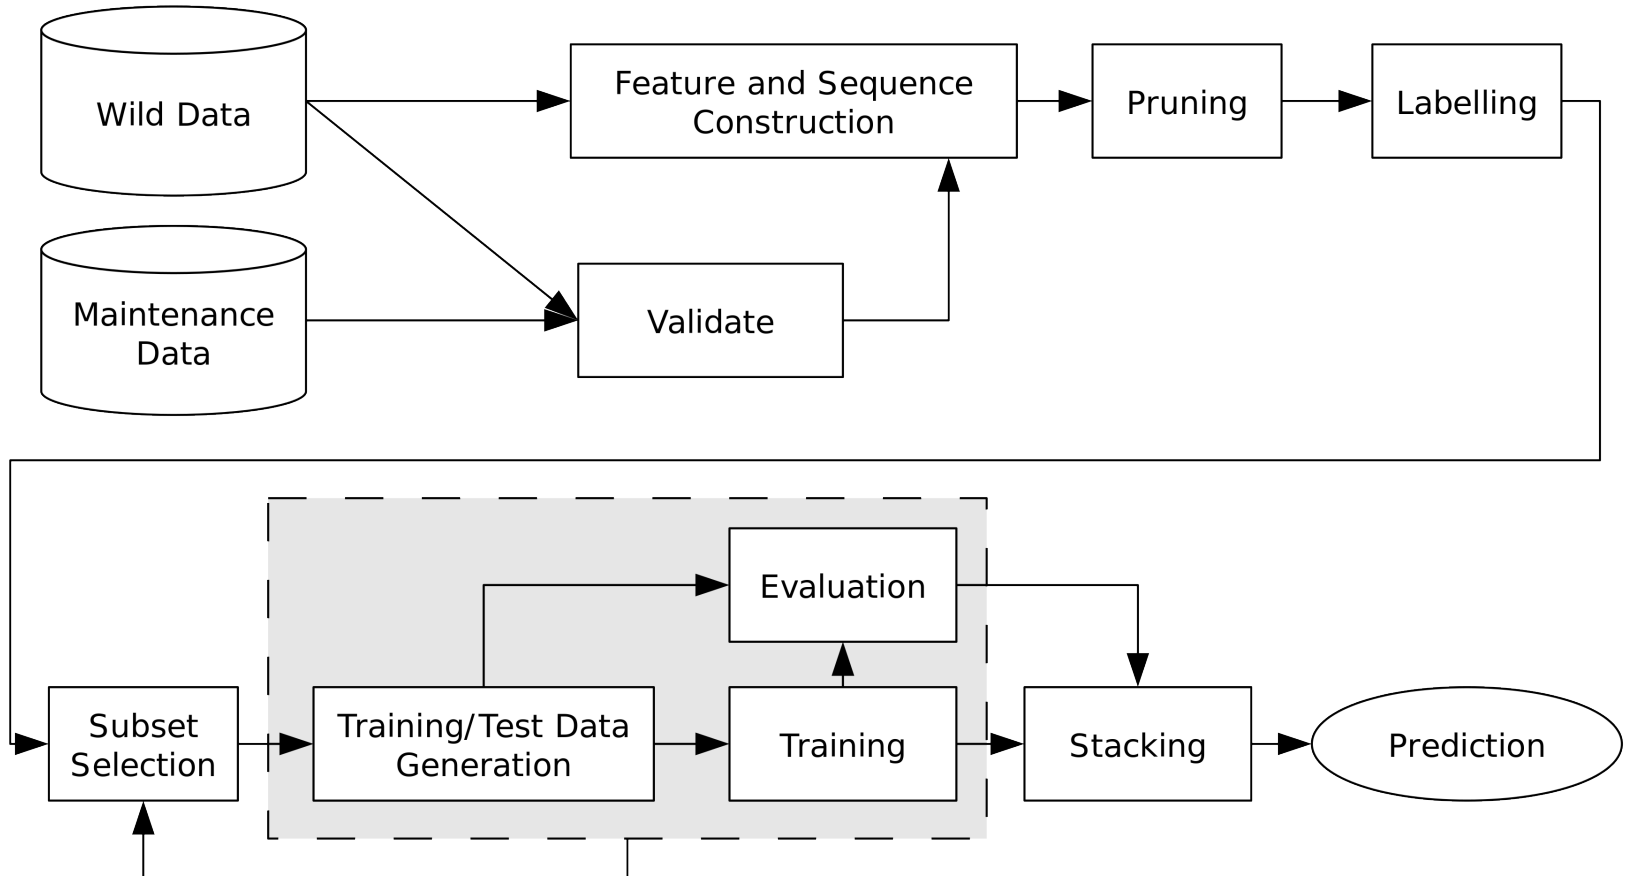 Wild Data
Feature and Sequence
Construction
Pruning
Labelling
Maintenance
Data
Validate
Evaluation
Subset
Selection
Training/Test Data
Generation
Training
Stacking
Prediction